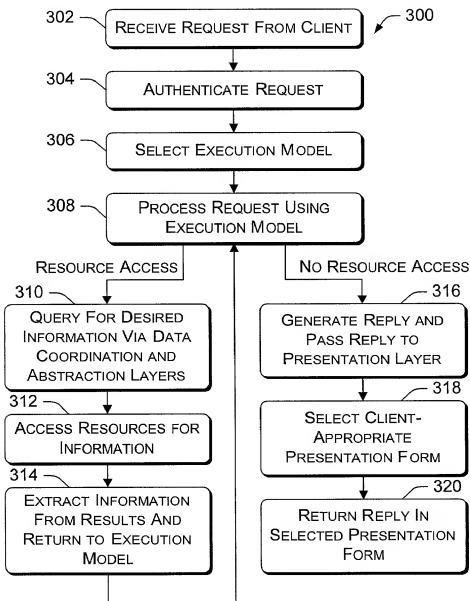 302
RECEIVE REQUEST FROM CLIENT
300
304
AUTHENTICATE REQUEST
306
SELECT EXECUTION MODEL
308
PROCESS REQUEST USING
EXECUTION MODEL
RESOURCE ACCESS
NO RESOURCE ACCESS
310
QUERY FOR DESIRED
INFORMATION VIA DATA
COORDINATION AND
ABSTRACTION LAYERS
312
ACCESS RESOURCES FOR
INFORMATION
314
EXTRACT INFORMATION
FROM RESULTS AND
RETURN TO EXECUTION
MODEL
316
GENERATE REPLY AND
PASS REPLY TO
PRESENTATION LAYER
318
SELECT CLIENT-
APPROPRIATE
PRESENTATION FORM
320
RETURN REPLY IN
SELECTED PRESENTATION
FORM